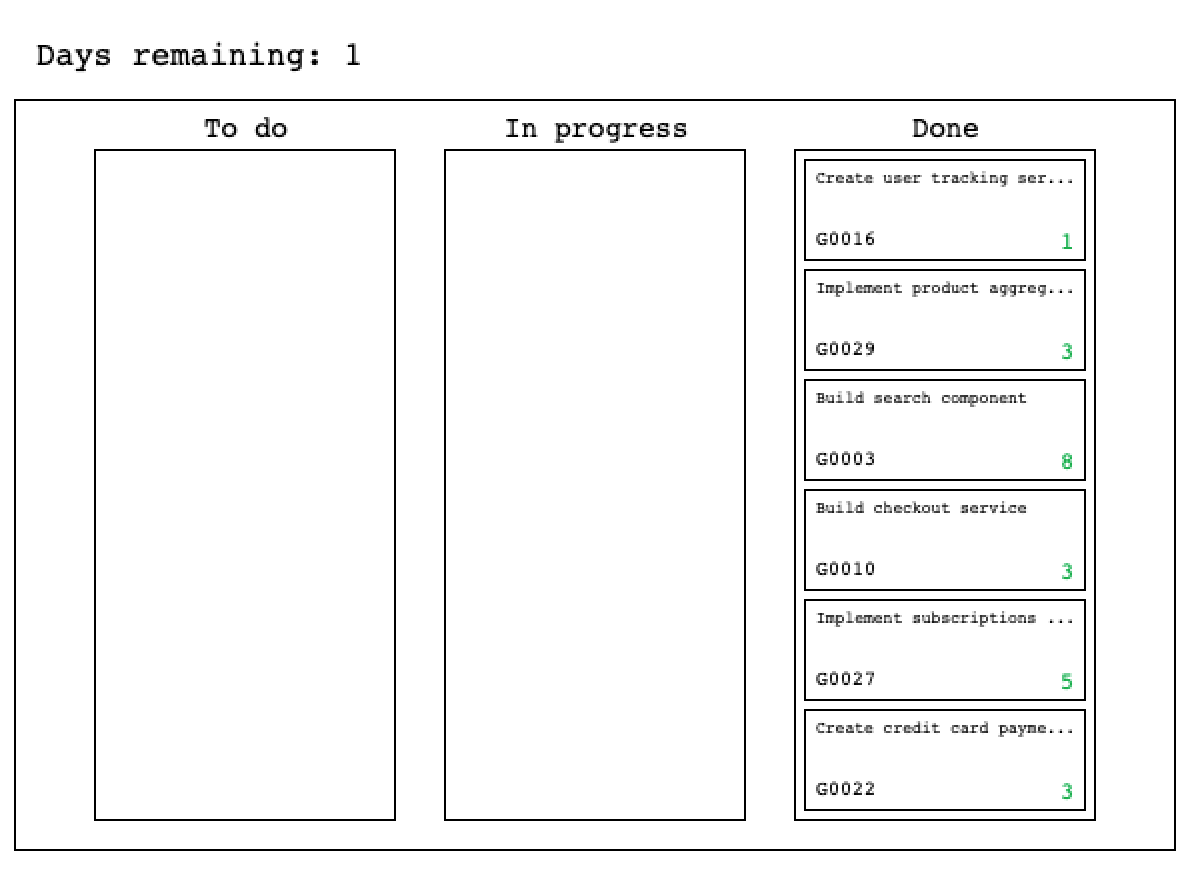 Days remaining: 1
To do
In progress
Done
Create user tracking ser...
G0016 1
Implement product aggreg...
G0029 3
Build search component
G0003 8
Build checkout service
G0010 3
Implement subscriptions ...
G0027 5
Create credit card payme...
G0022 3